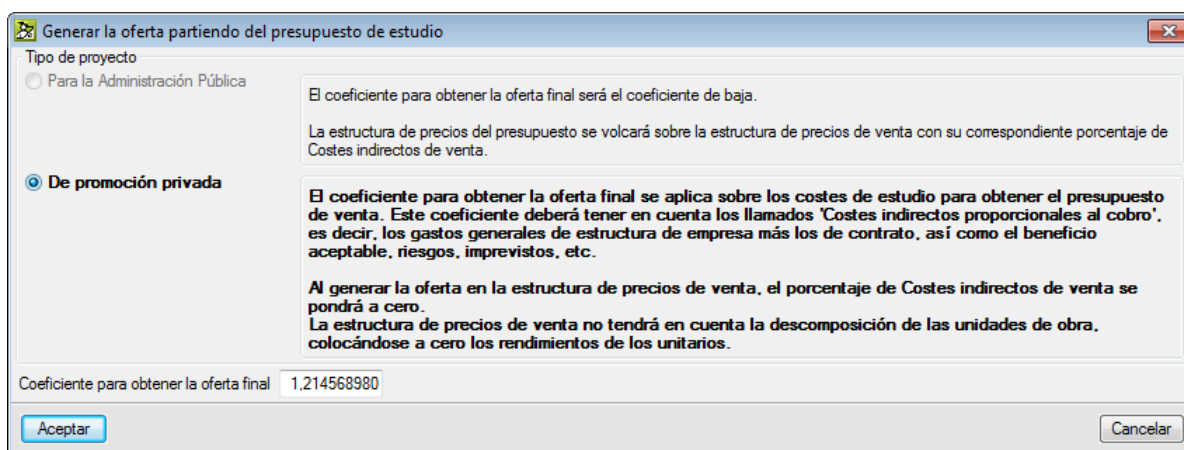 Generar la oferta partiendo del presupuesto de estudio
Tipo de proyecto
Para la Administración Pública
El coeficiente para obtener la oferta final será el coeficiente de baja.
La estructura de precios del presupuesto se volcará sobre la estructura de precios de venta con su correspondiente porcentaje de
Costes indirectos de venta.
De promoción privada
El coeficiente para obtener la oferta final se aplica sobre los costes de estudio para obtener el presupuesto
de venta. Este coeficiente deberá tener en cuenta los llamados 'Costes indirectos proporcionales al cobro',
es decir, los gastos generales de estructura de empresa más los de contrato, así como el beneficio
aceptable, riesgos, imprevistos, etc.
Al generar la oferta en la estructura de precios de venta, el porcentaje de Costes indirectos de venta se
pondrá a cero.
La estructura de precios de venta no tendrá en cuenta la descomposición de las unidades de obra,
colocándose a cero los rendimientos de los unitarios.
Coeficiente para obtener la oferta final 1,214568980
Aceptar
Cancelar